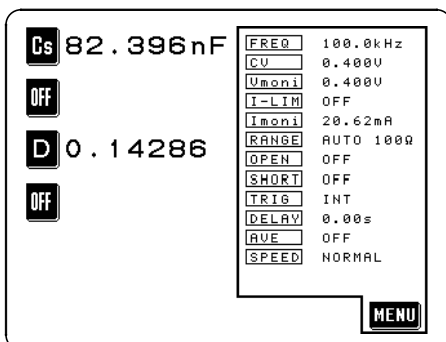 Cs 82.396nF
OFF
D 0.14286
OFF
FREQ 100.0kHz
CV 0.400V
Vmoni 0.400V
I-LIM OFF
Imoni 20.62mA
RANGE AUTO 100Ω
OPEN OFF
SHORT OFF
TRIG INT
DELAY 0.00s
AVE OFF
SPEED NORMAL
MENU